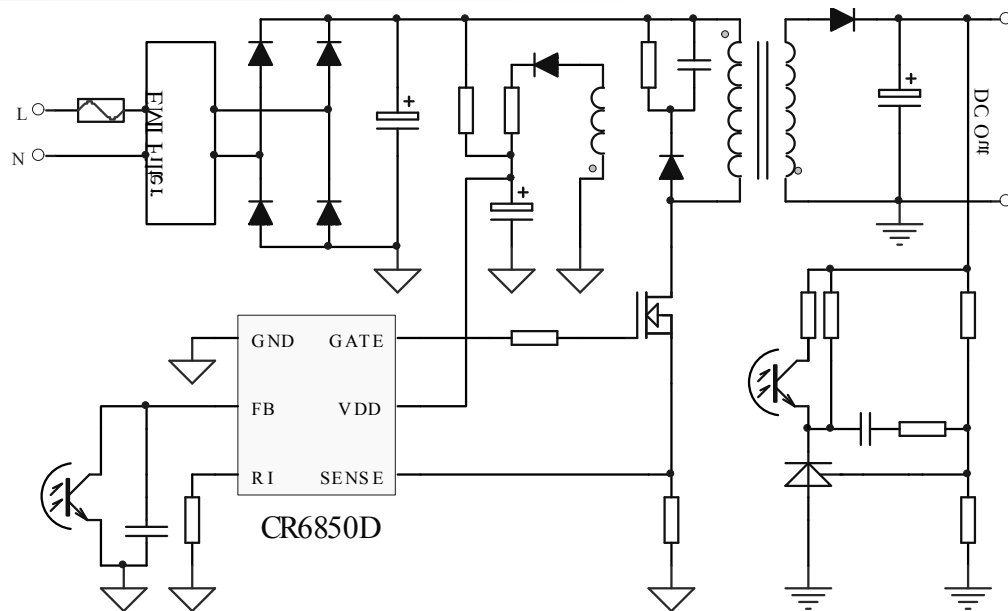 L
N
EMI Filter
DC Out
GND GATE
FB VDD
RI SENSE
CR6850D